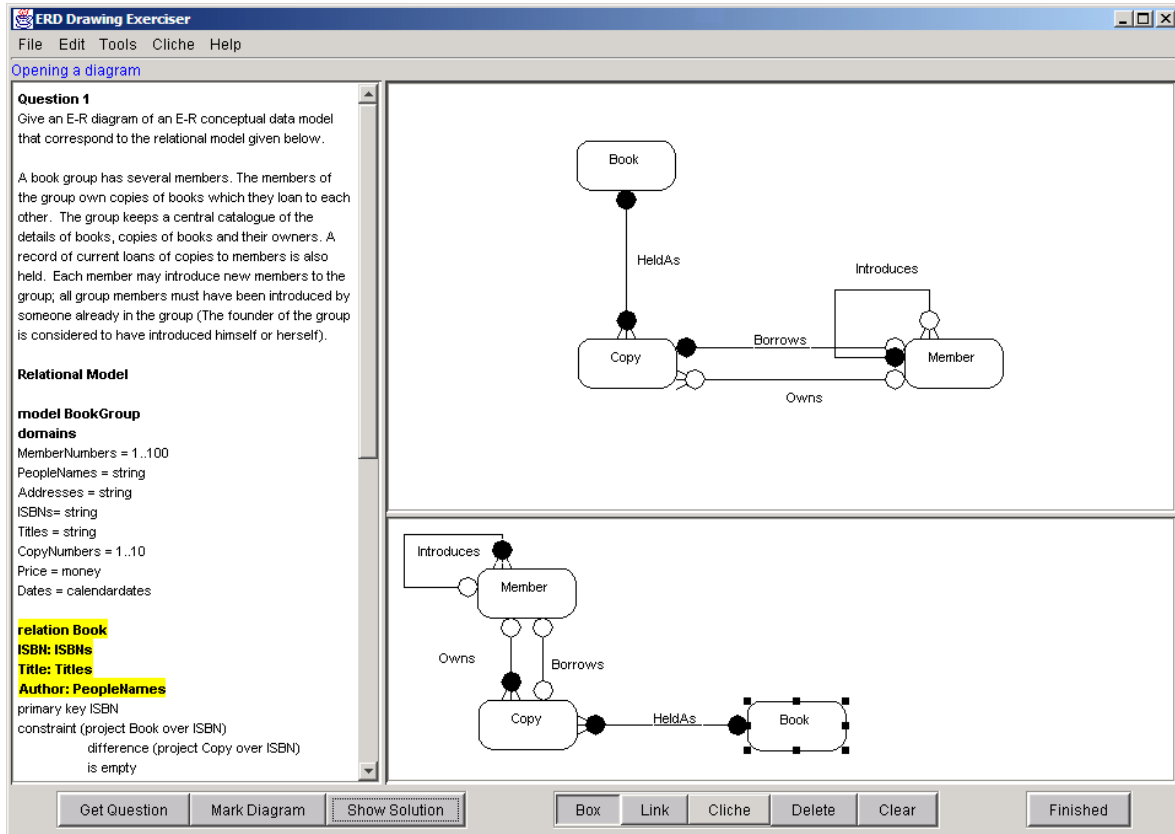 ERD Drawing Exerciser
File Edit Tools Cliche Help
Opening a diagram
Question 1
Give an E-R diagram of an E-R conceptual data model
that correspond to the relational model given below.
A book group has several members. The members of
the group own copies of books which they loan to each
other. The group keeps a central catalogue of the
details of books, copies of books and their owners. A
record of current loans of copies to members is also
held. Each member may introduce new members to the
group; all group members must have been introduced by
someone already in the group (The founder of the group
is considered to have introduced himself or herself).
Relational Model
model BookGroup
domains
MemberNumbers = 1..100
PeopleNames = string
Addresses = string
ISBNs= string
Titles = string
CopyNumbers = 1..10
Price = money
Dates = calendardates
relation Book
ISBN: ISBNs
Title: Titles
Author: PeopleNames
primary key ISBN
constraint (project Book over ISBN)
difference (project Copy over ISBN)
is empty
Book
HeldAs
Introduces
Copy
Borrows
Member
Owns
Introduces
Member
Owns
Borrows
Copy
HeldAs
Book
Get Question
Mark Diagram
Show Solution
Box
Link
Cliche
Delete
Clear
Finished